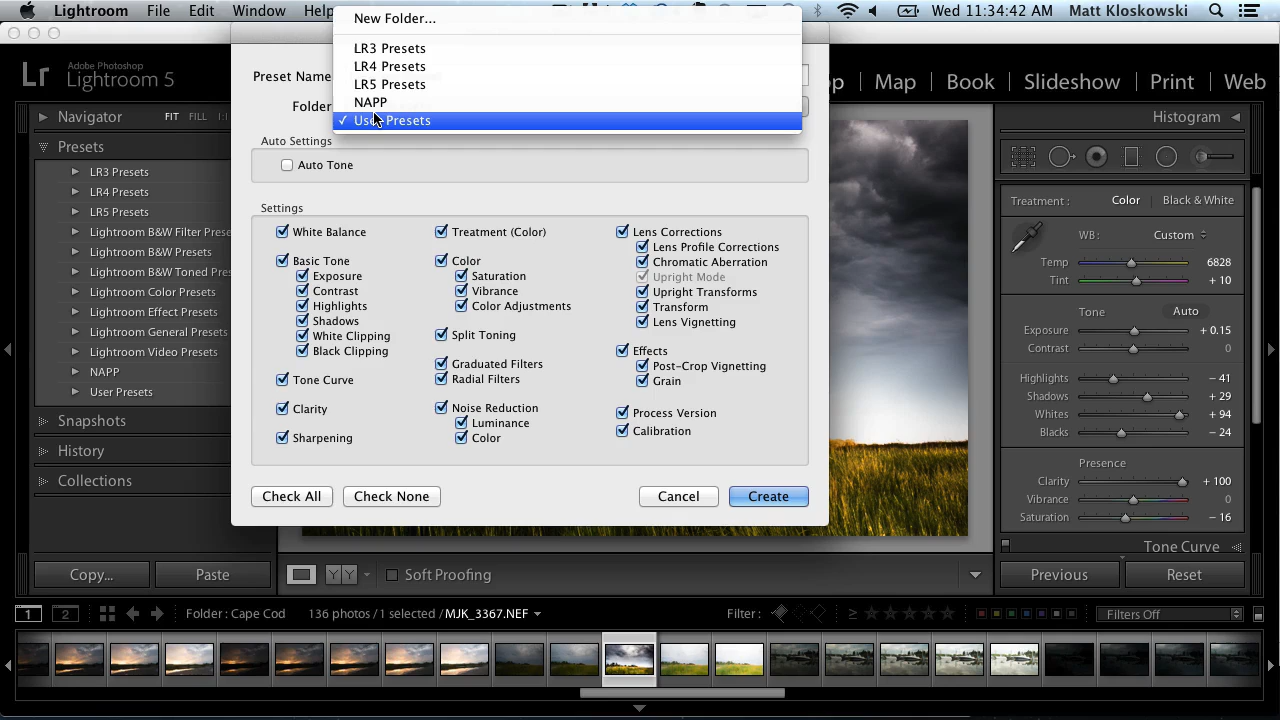 Lightroom File Edit Window Help Wed 11:34:42 AM Matt Kloskowski
New Folder...
LR3 Presets
LR4 Presets
LR5 Presets
NAPP
✓ User Presets
Lr Adobe Photoshop
Lightroom 5
Map Book Slideshow Print Web
Preset Name
Folder
Auto Settings
Auto Tone
Settings
White Balance
Basic Tone
Exposure
Contrast
Highlights
Shadows
White Clipping
Black Clipping
Tone Curve
Clarity
Sharpening
Treatment (Color)
Color
Saturation
Vibrance
Color Adjustments
Split Toning
Graduated Filters
Radial Filters
Noise Reduction
Luminance
Color
Lens Corrections
Lens Profile Corrections
Chromatic Aberration
Upright Mode
Upright Transforms
Transform
Lens Vignetting
Effects
Post-Crop Vignetting
Grain
Process Version
Calibration
Check All Check None Cancel Create
Navigator FIT FILL 1:1
Presets
LR3 Presets
LR4 Presets
LR5 Presets
Lightroom B&W Filter Prese
Lightroom B&W Presets
Lightroom B&W Toned Pres
Lightroom Color Presets
Lightroom Effect Presets
Lightroom General Presets
Lightroom Video Presets
NAPP
User Presets
Snapshots
History
Collections
Copy... Paste
Histogram
Treatment : Color Black & White
WB: Custom
Temp 6828
Tint + 10
Tone Auto
Exposure + 0.15
Contrast 0
Highlights − 41
Shadows + 29
Whites + 94
Blacks − 24
Presence
Clarity + 100
Vibrance 0
Saturation − 16
Tone Curve
Previous Reset
YY Soft Proofing
1 2 Folder : Cape Cod 136 photos / 1 selected / MJK_3367.NEF Filter : ≥ Filters Off